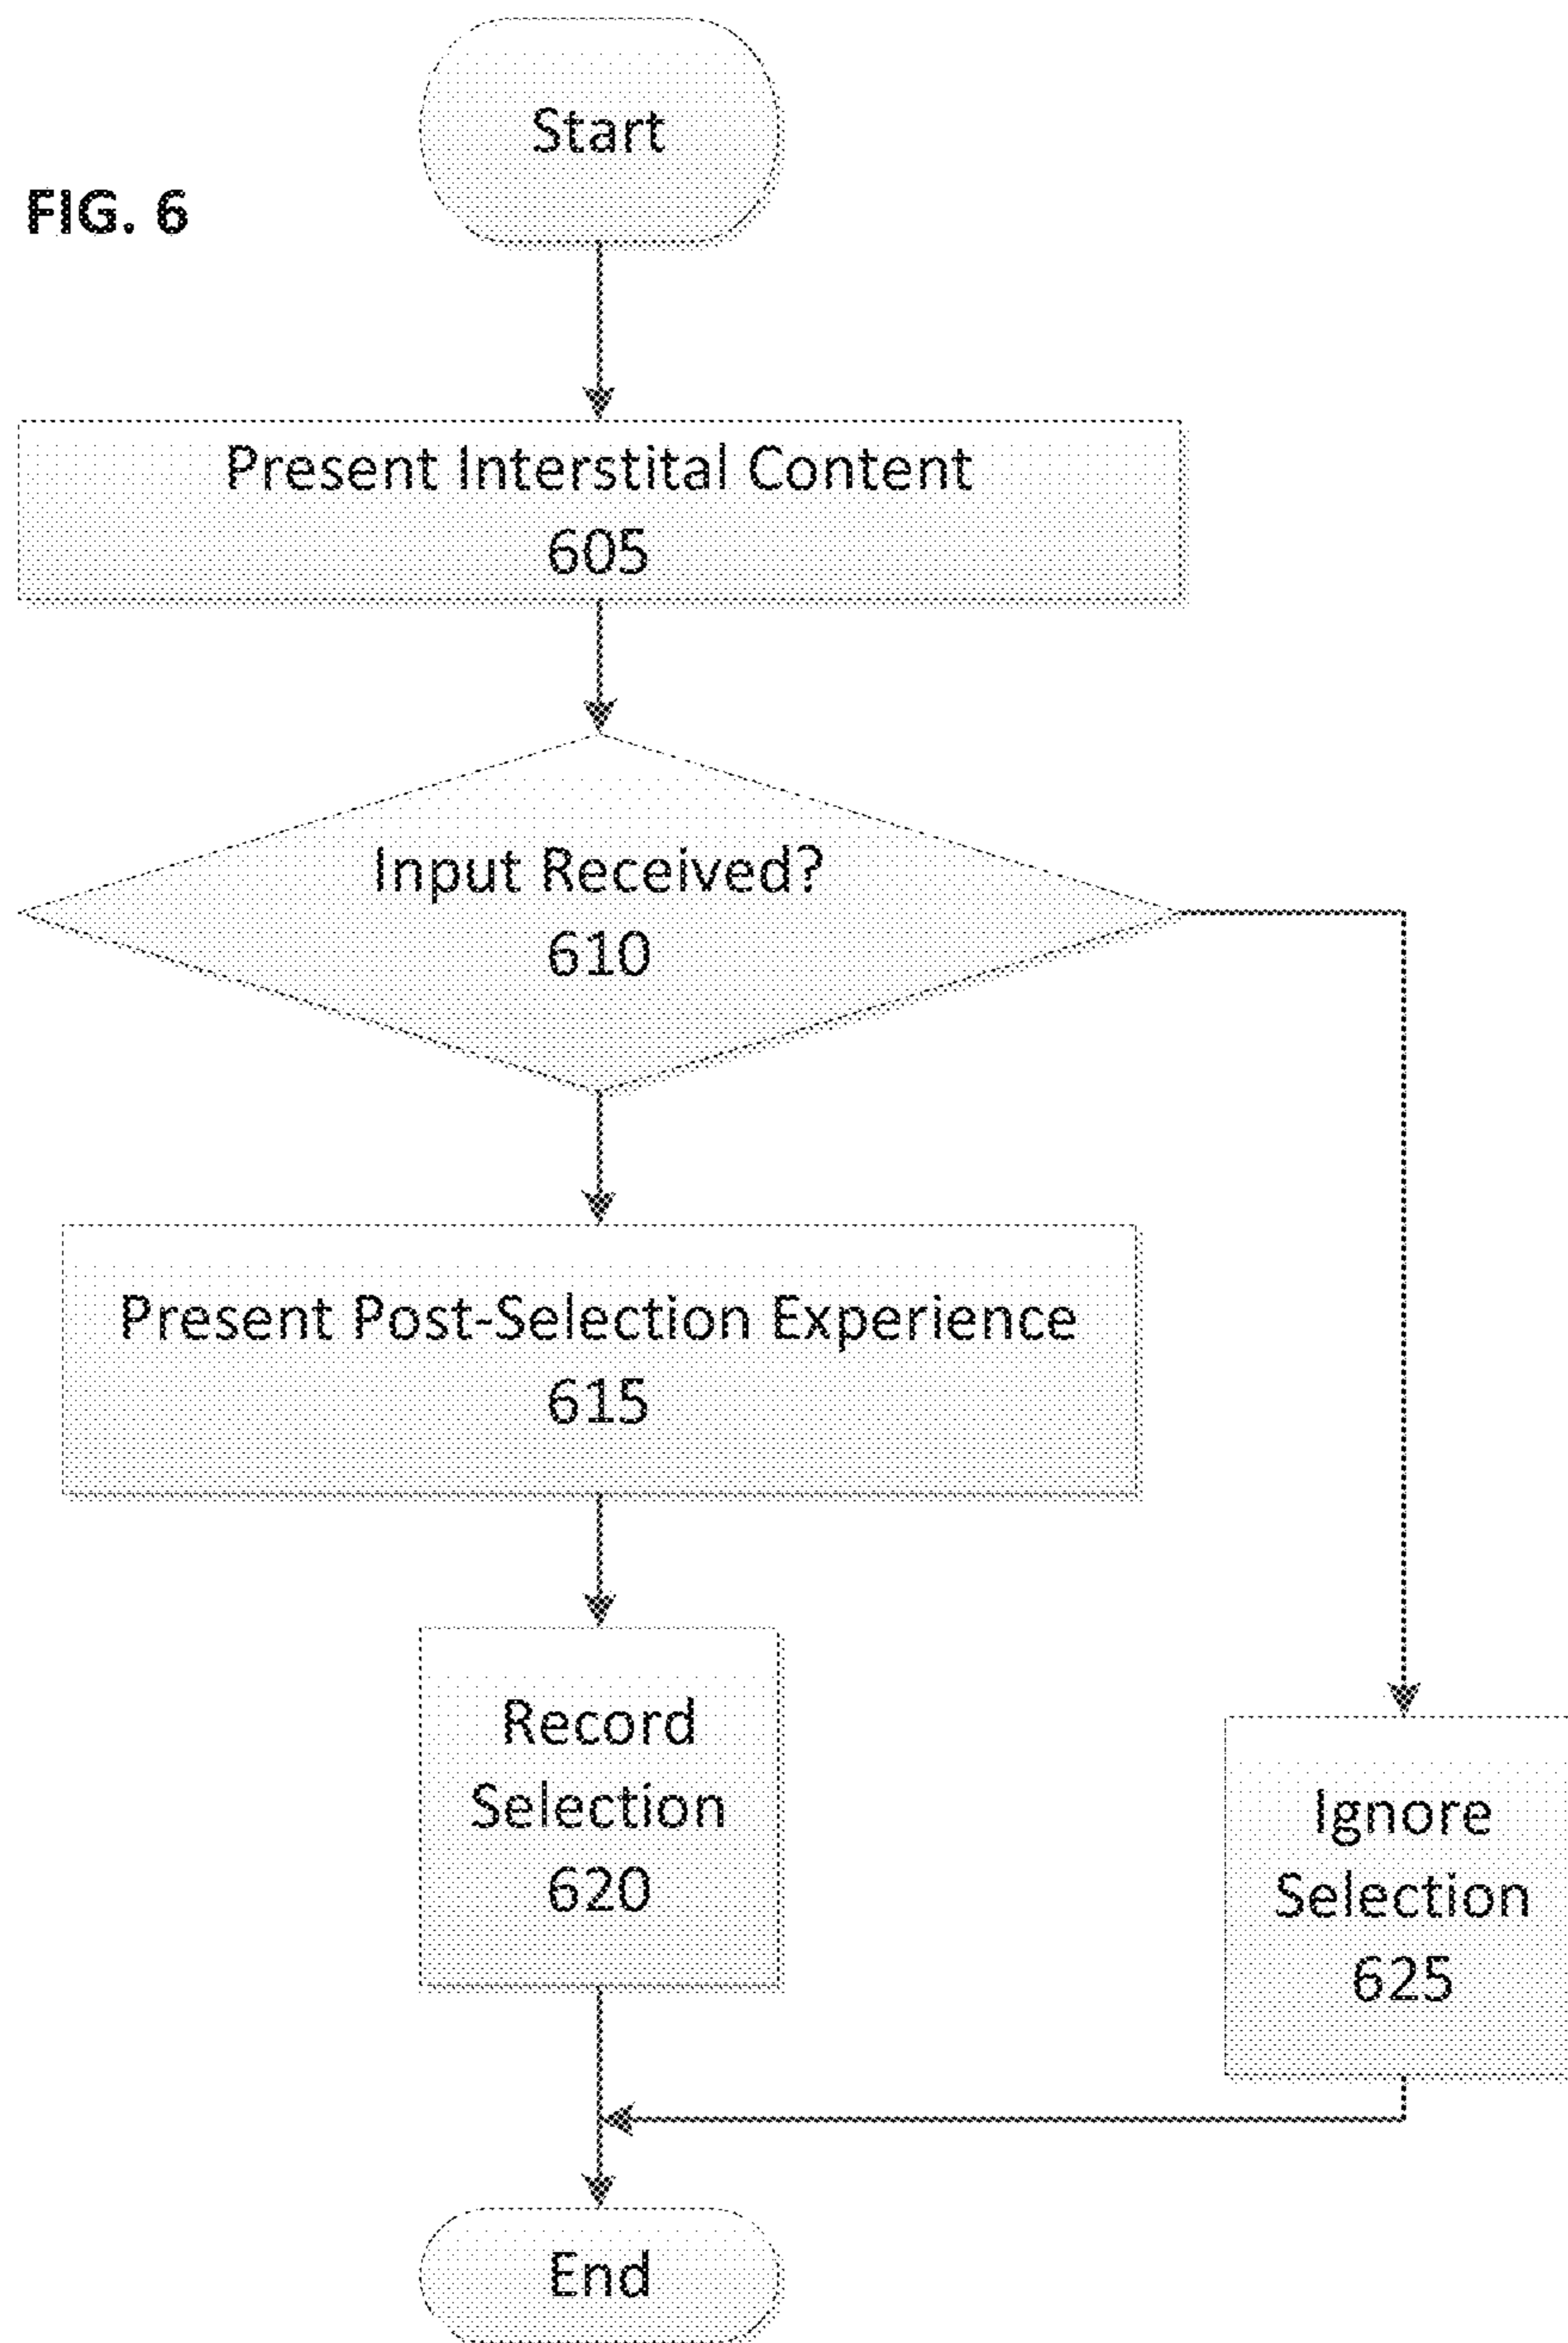 Start
FIG. 6
Present Interstital Content
605
Input Received?
610
Present Post-Selection Experience
615
Record
Selection
620
Ignore
Selection
625
End